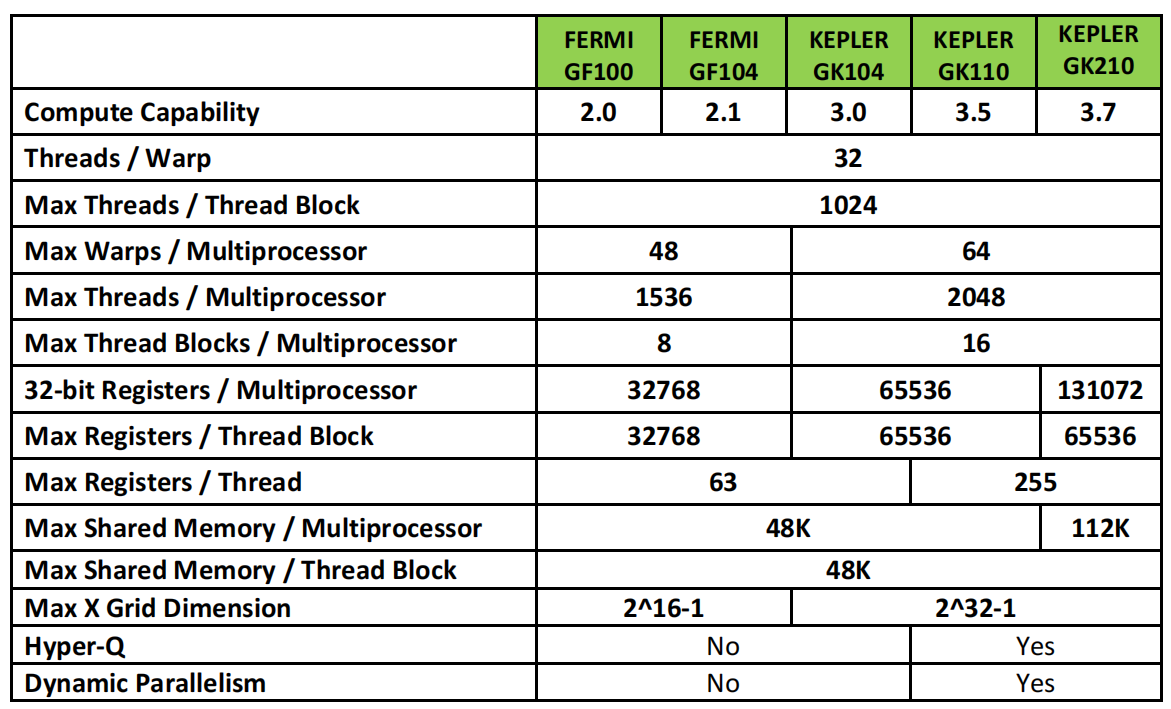 FERMI GF100 FERMI GF104 KEPLER GK104 KEPLER GK110 KEPLER GK210
Compute Capability 2.0 2.1 3.0 3.5 3.7
Threads / Warp 32
Max Threads / Thread Block 1024
Max Warps / Multiprocessor 48 64
Max Threads / Multiprocessor 1536 2048
Max Thread Blocks / Multiprocessor 8 16
32-bit Registers / Multiprocessor 32768 65536 131072
Max Registers / Thread Block 32768 65536 65536
Max Registers / Thread 63 255
Max Shared Memory / Multiprocessor 48K 112K
Max Shared Memory / Thread Block 48K
Max X Grid Dimension 2^16-1 2^32-1
Hyper-Q No Yes
Dynamic Parallelism No Yes